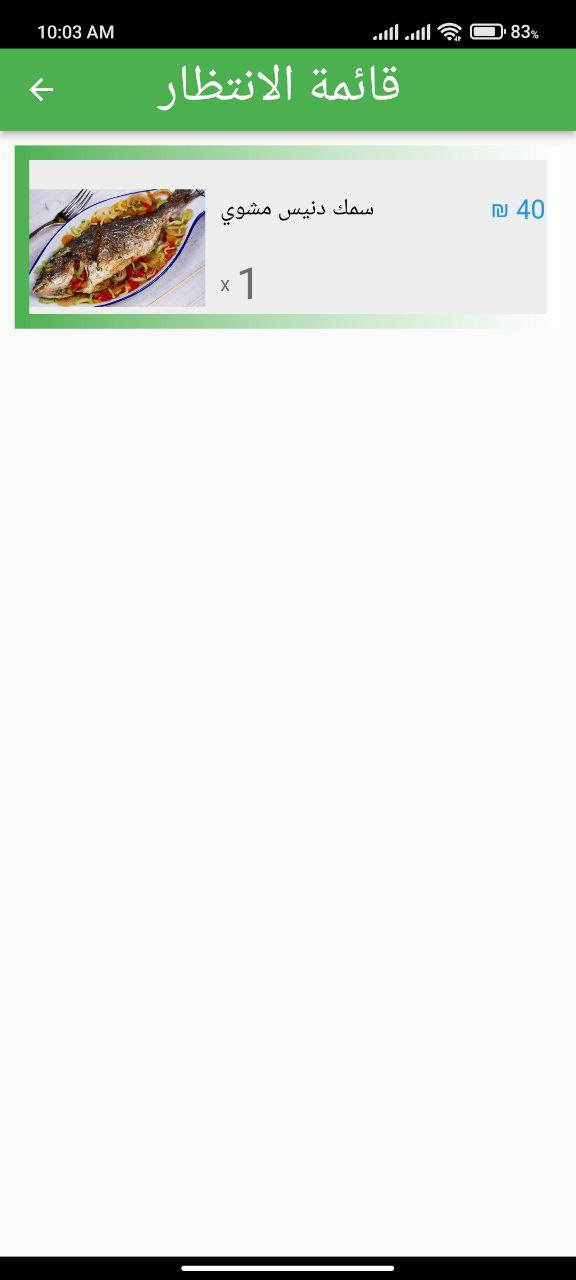 10:03 AM
83%
قائمة الانتظار
سمك دنيس مشوي
₪ 40
x 1